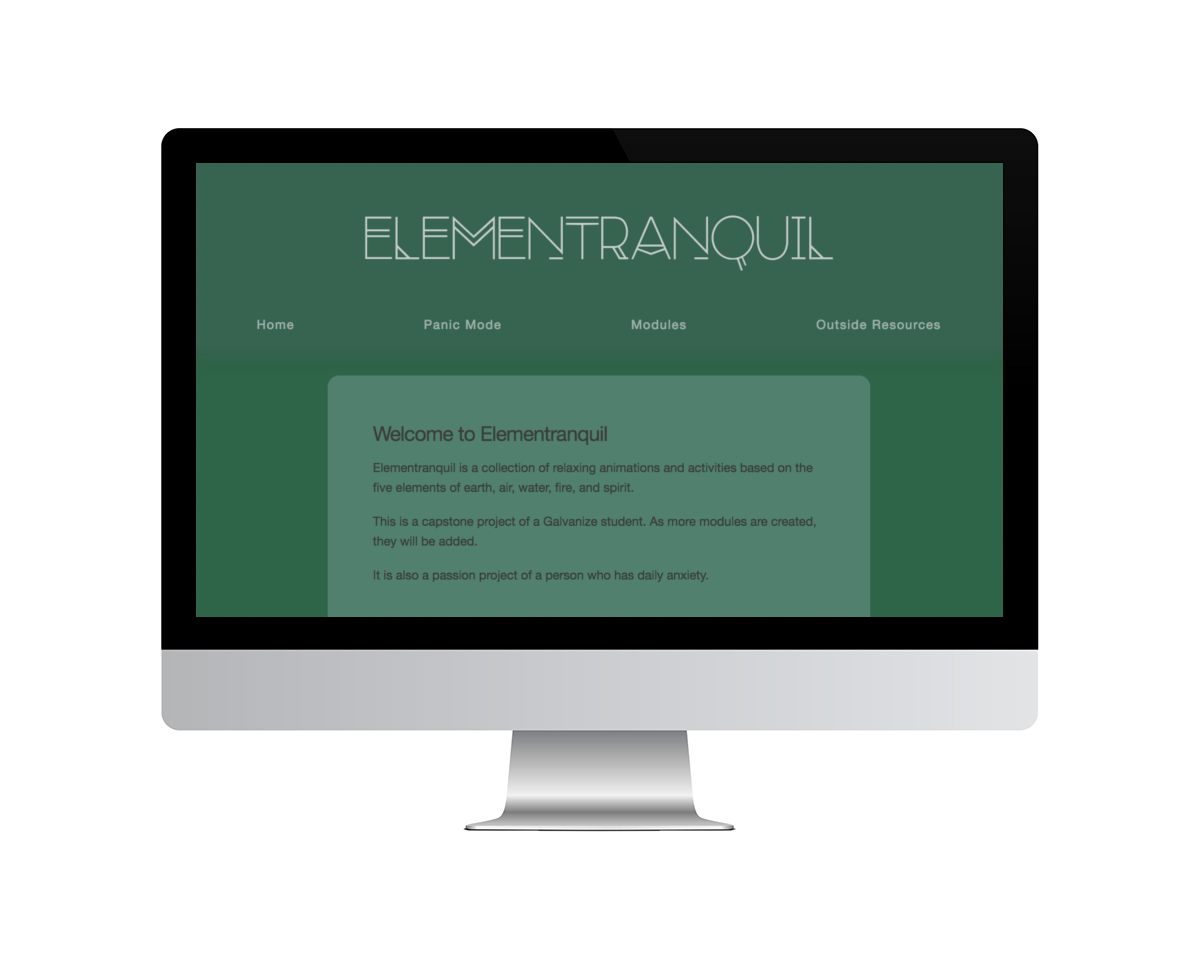 ELEMENTRANQUIL
Home Panic Mode Modules Outside Resources
Welcome to Elementranquil
Elementranquil is a collection of relaxing animations and activities based on the
five elements of earth, air, water, fire, and spirit.
This is a capstone project of a Galvanize student. As more modules are created,
they will be added.
It is also a passion project of a person who has daily anxiety.